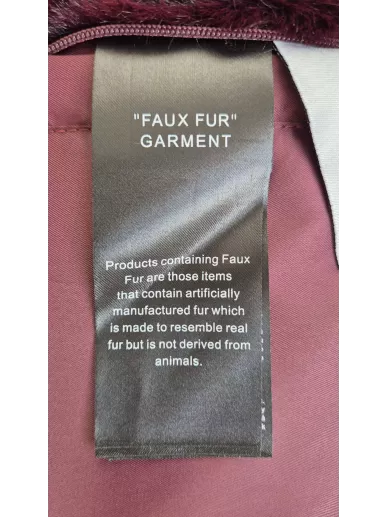 "FAUX FUR"
GARMENT
Products containing Faux
Fur are those items
that contain artificially
manufactured fur which
is made to resemble real
fur but is not derived from
animals.